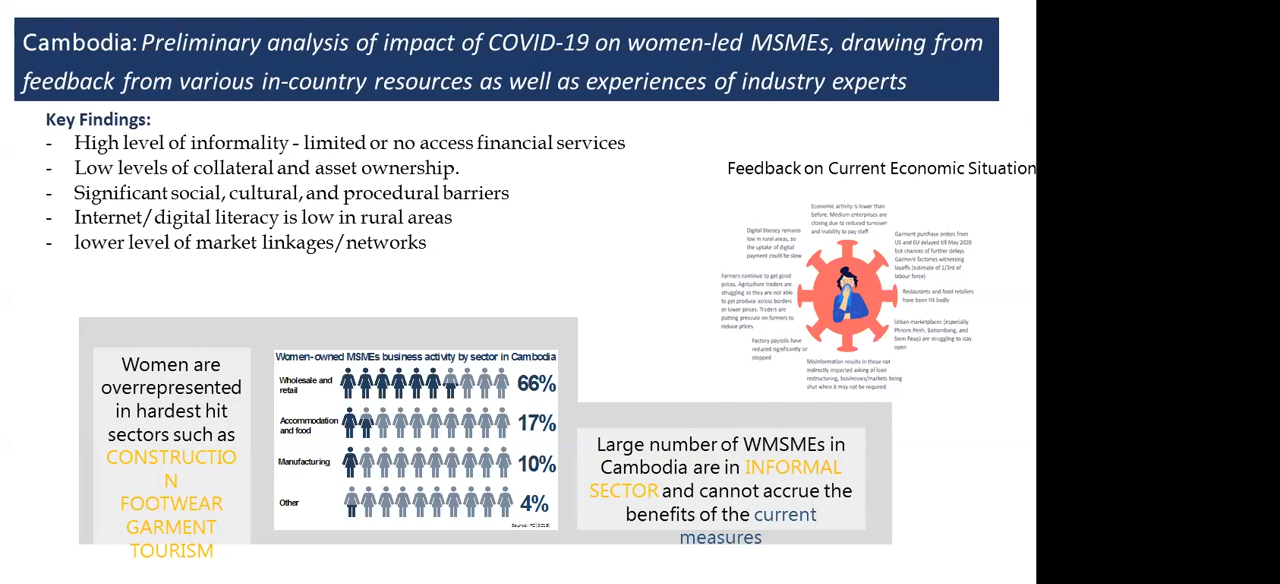 Cambodia: Preliminary analysis of impact of COVID-19 on women-led MSMEs, drawing from
feedback from various in-country resources as well as experiences of industry experts
Key Findings:
- High level of informality - limited or no access financial services
- Low levels of collateral and asset ownership.
- Significant social, cultural, and procedural barriers
- Internet/digital literacy is low in rural areas
- lower level of market linkages/networks
Feedback on Current Economic Situation
Economic activity is lower than
before. Medium enterprises are
closing due to reduced turnover
and inability to pay staff
Digital literacy remains
low in rural areas, so
the uptake of digital
payment could be slow
Garment purchase orders from
US and EU delayed till May 2020
but chances of further delays.
Garment factories witnessing
layoffs (estimate of 1/3rd of
labour force)
Farmers continue to get good
prices. Agriculture traders are
struggling as they are not able
to get produce across borders
or lower prices. Traders are
putting pressure on farmers to
reduce prices
Restaurants and food retailers
have been hit badly
Urban marketplaces (especially
Phnom Penh, Battambang, and
Siem Reap) are struggling to stay
open
Factory payrolls have
reduced significantly or
stopped
Misinformation results in those not
indirectly impacted asking of loan
restructuring, businesses/markets being
shut when it may not be required
Women are
overrepresented
in hardest hit
sectors such as
CONSTRUCTIO
N
FOOTWEAR
GARMENT
TOURISM
Women-owned MSMEs business activity by sector in Cambodia
Wholesale and
retail
66%
Accommodation
and food
17%
Manufacturing
10%
Other
4%
Large number of WMSMEs in
Cambodia are in INFORMAL
SECTOR and cannot accrue the
benefits of the current
measures